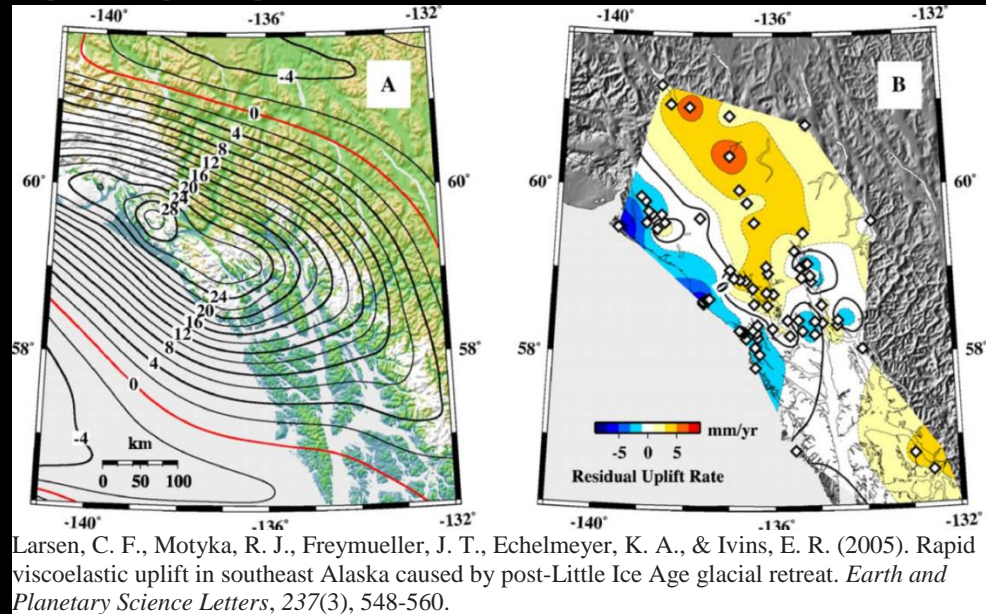 -140° -136° -132° -140° -136° -132°
A B
-4
0
4
8
12
16
20
24
28
60° 60° 60°
24
16
12
8
4
0
58° 58° 58°
-4
km
0 50 100
0
mm/yr
-5 0 5
Residual Uplift Rate
-140° -136° -132° -140° -136° -132°
Larsen, C. F., Motyka, R. J., Freymueller, J. T., Echelmeyer, K. A., & Ivins, E. R. (2005). Rapid
viscoelastic uplift in southeast Alaska caused by post-Little Ice Age glacial retreat. Earth and
Planetary Science Letters, 237(3), 548-560.